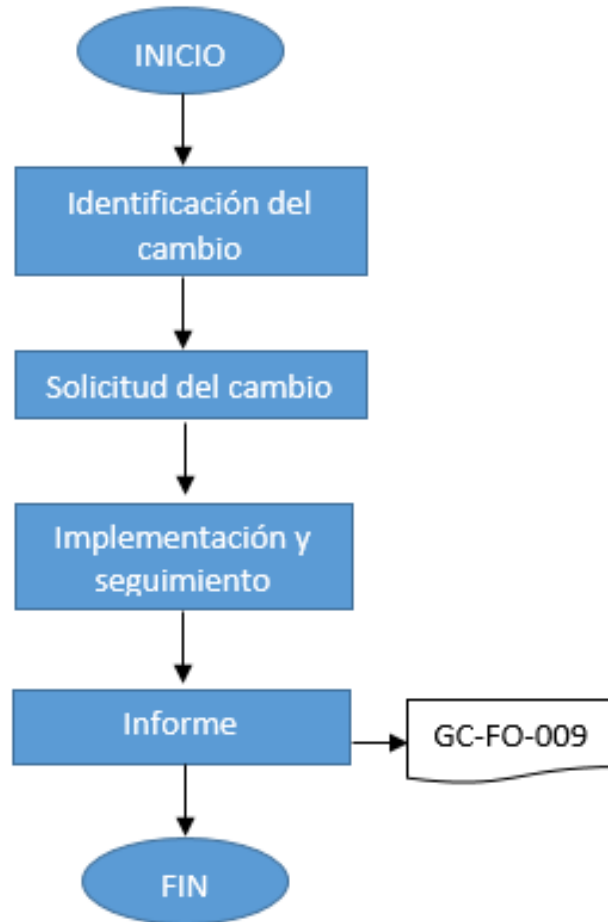 INICIO
Identificación del
cambio
Solicitud del cambio
Implementación y
seguimiento
Informe
GC-FO-009
FIN